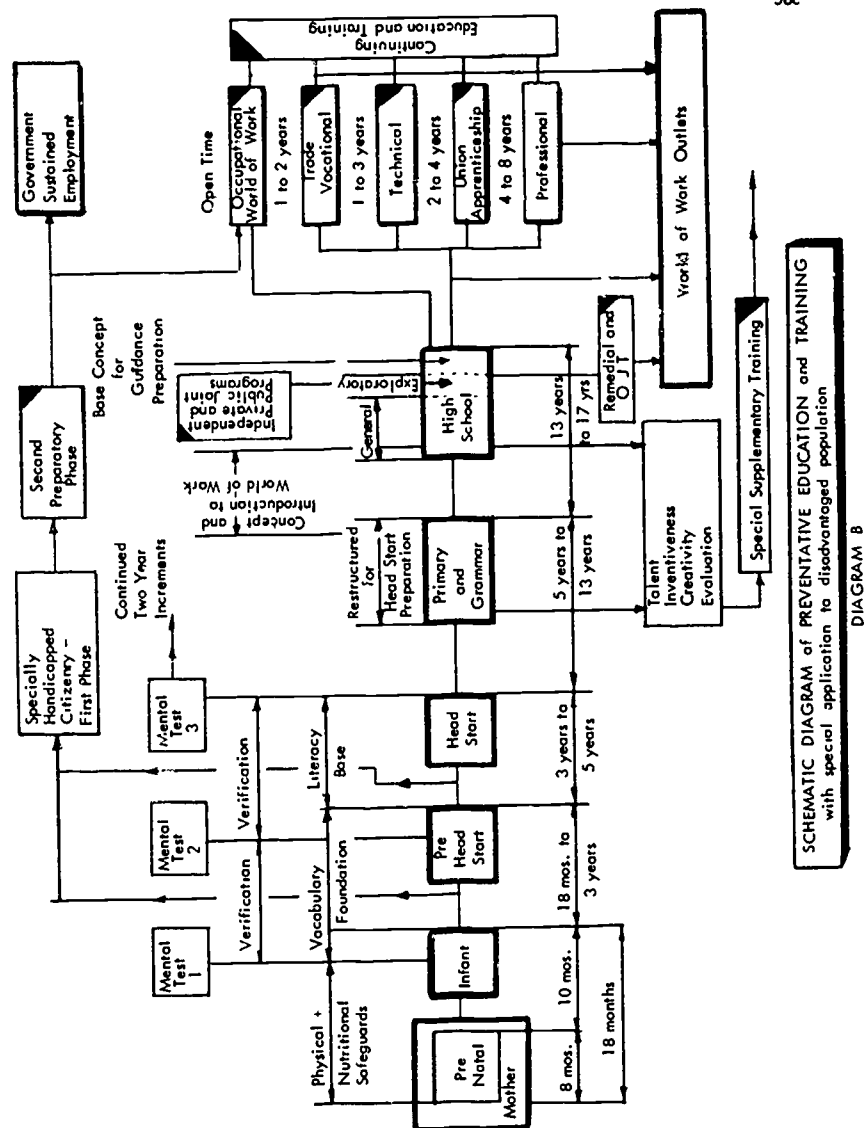 Government
Sustained
Employment
Second
Preparatory
Phase
Specially
Handicapped
Citizenry –
First Phase
Continued
Two Year
Increments
Mental
Test
3
Mental
Test
2
Mental
Test
1
Verification
Verification
Literacy
Base
Vacabulary
Foundation
Physical +
Nutritional
Safeguards
Base Concept
for
Guidance
Preparation
Independent
Private and
Public Joint
Programs
Concept and
Introduction to
World of Work
General
Exploratory
Restructured
for
Head Start
Preparation
Open Time
Occupational
World of Work
1 to 2 years
Trade
Vocational
1 to 3 years
Technical
2 to 4 years
Union
Apprenticeship
4 to 8 years
Professional
Continuing
Education and Training
Mother
Pre
Natal
Infant
Pre
Head
Start
Head
Start
Primary
and
Grammar
High
School
8 mos.
10 mos.
18 months
18 mos. to
3 years
3 years to
5 years
5 years to
13 years
13 years
to 17 yrs
Remedial and
OJT
Talent
Inventiveness
Creativity
Evaluation
Special Supplementary Training
World of Work Outlets
SCHEMATIC DIAGRAM of PREVENTATIVE EDUCATION and TRAINING
with special application to disadvantaged population
DIAGRAM B